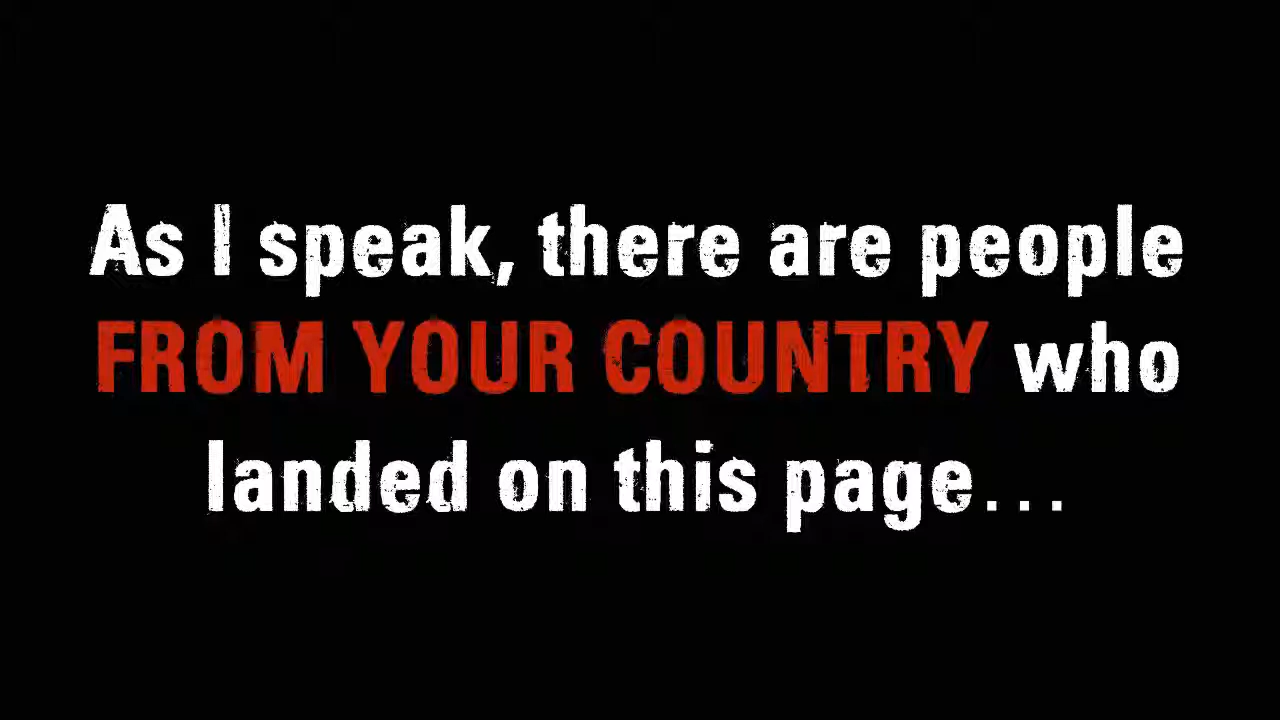 As I speak, there are people
FROM YOUR COUNTRY who
landed on this page...